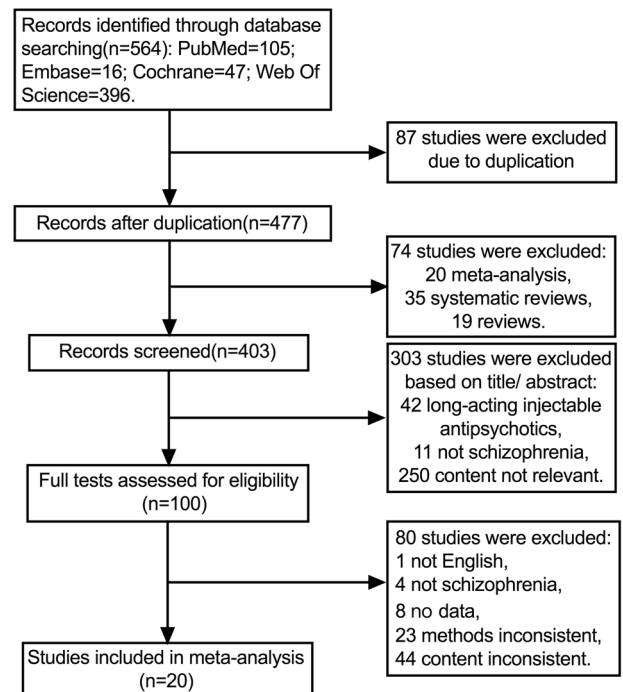 Records identified through database
searching(n=564): PubMed=105;
Embase=16; Cochrane=47; Web Of
Science=396.
87 studies were excluded
due to duplication
Records after duplication(n=477)
74 studies were excluded:
20 meta-analysis,
35 systematic reviews,
19 reviews.
Records screened(n=403)
303 studies were excluded
based on title/ abstract:
42 long-acting injectable
antipsychotics,
11 not schizophrenia,
250 content not relevant.
Full tests assessed for eligibility
(n=100)
80 studies were excluded:
1 not English,
4 not schizophrenia,
8 no data,
23 methods inconsistent,
44 content inconsistent.
Studies included in meta-analysis
(n=20)